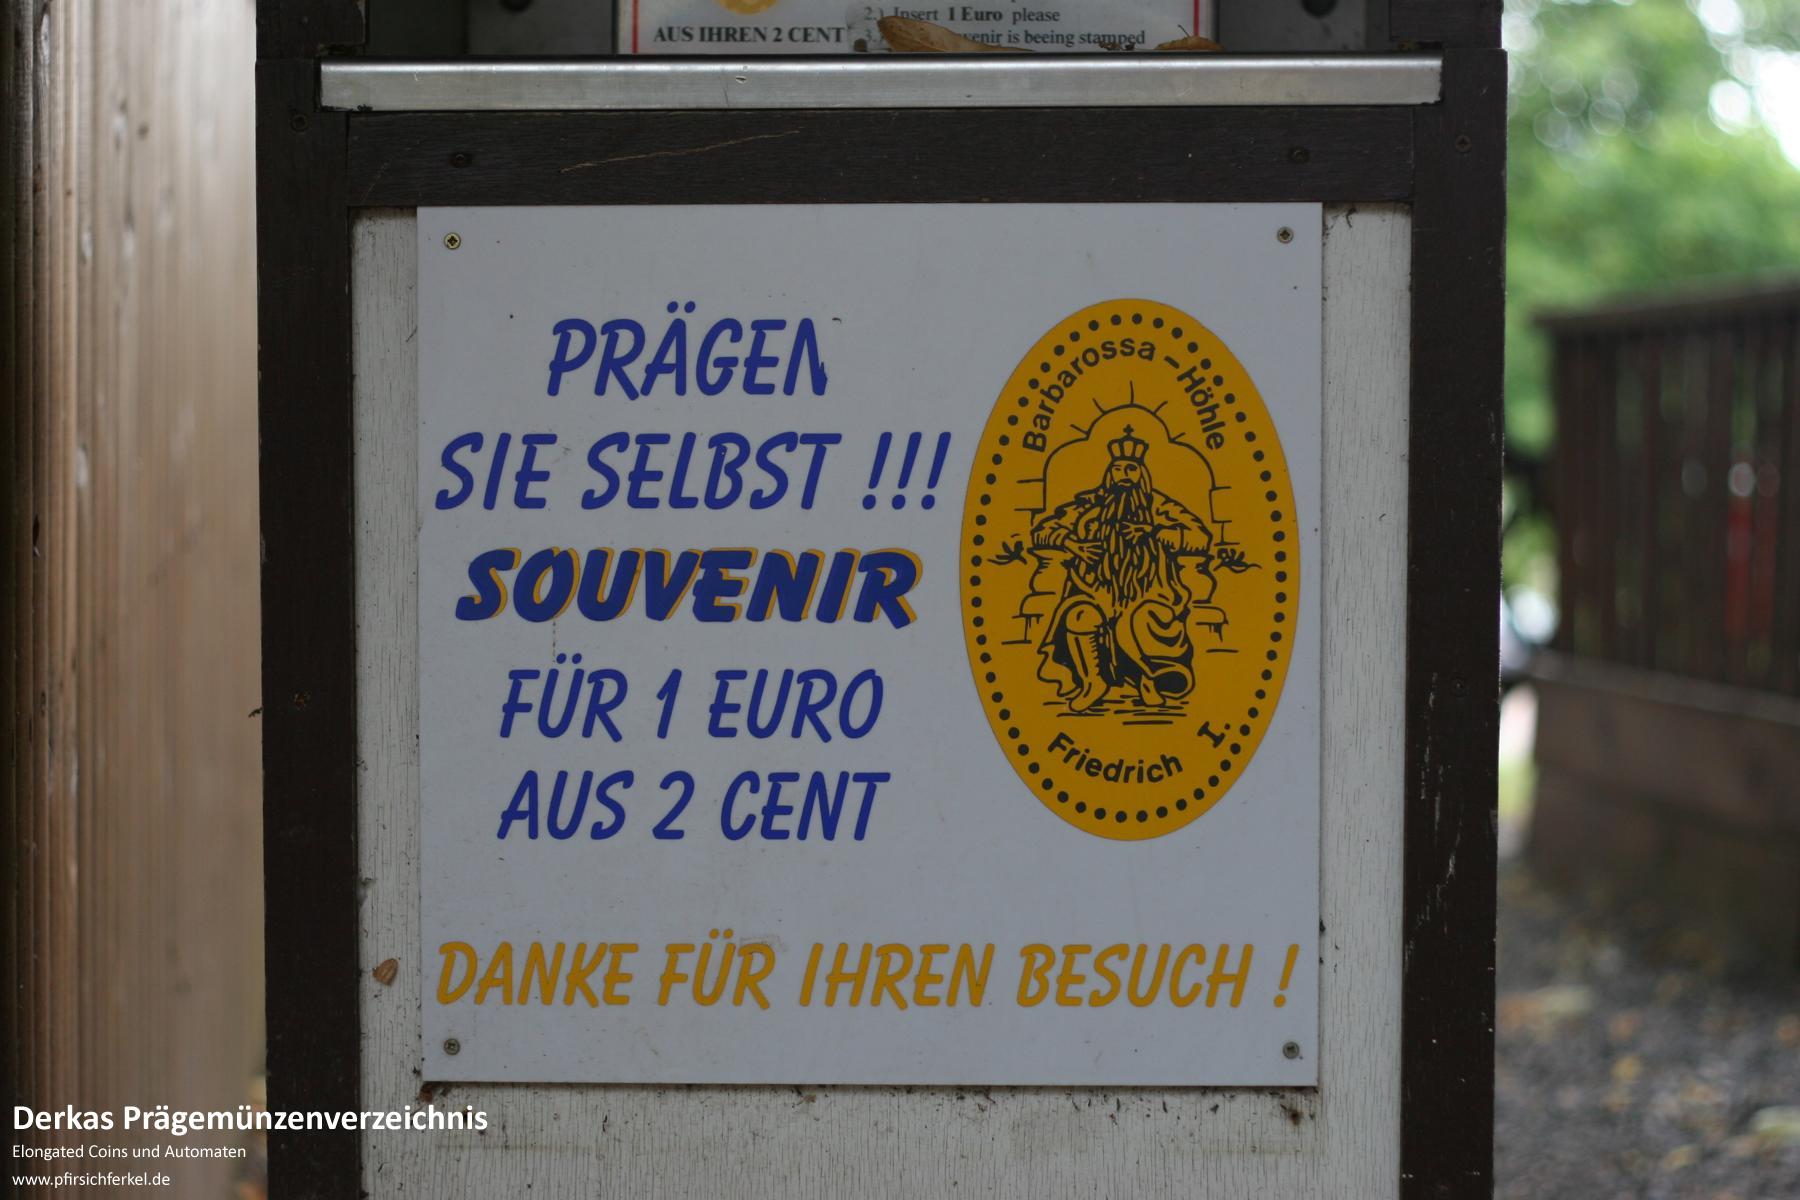 AUS IHREN 2 CENT
2.) Insert 1 Euro please
is beeing stamped
PRÄGEN
SIE SELBST !!!
SOUVENIR
FÜR 1 EURO
AUS 2 CENT
Barbarossa - Höhle
Friedrich I.
DANKE FÜR IHREN BESUCH !
Derkas Prägemünzenverzeichnis
Elongated Coins und Automaten
www.pfirsichferkel.de